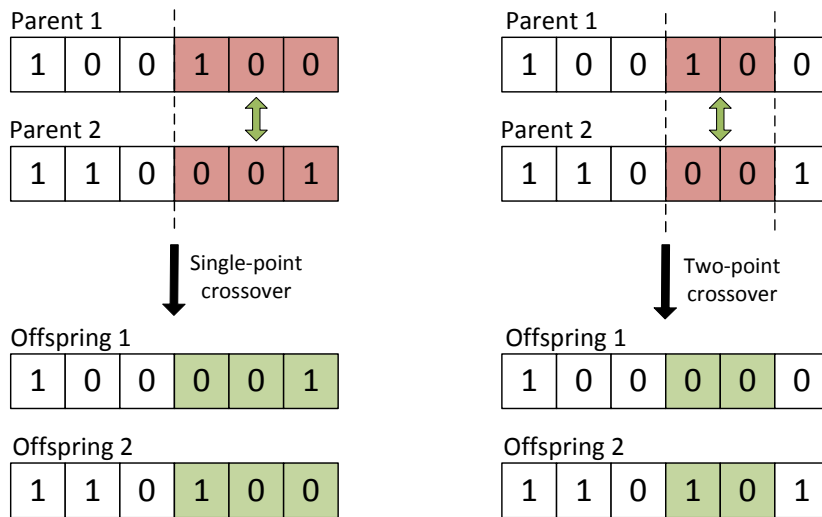 Parent 1
1 0 0 1 0 0
Parent 2
1 1 0 0 0 1
Single-point
crossover
Offspring 1
1 0 0 0 0 1
Offspring 2
1 1 0 1 0 0
Parent 1
1 0 0 1 0 0
Parent 2
1 1 0 0 0 1
Two-point
crossover
Offspring 1
1 0 0 0 0 0
Offspring 2
1 1 0 1 0 1